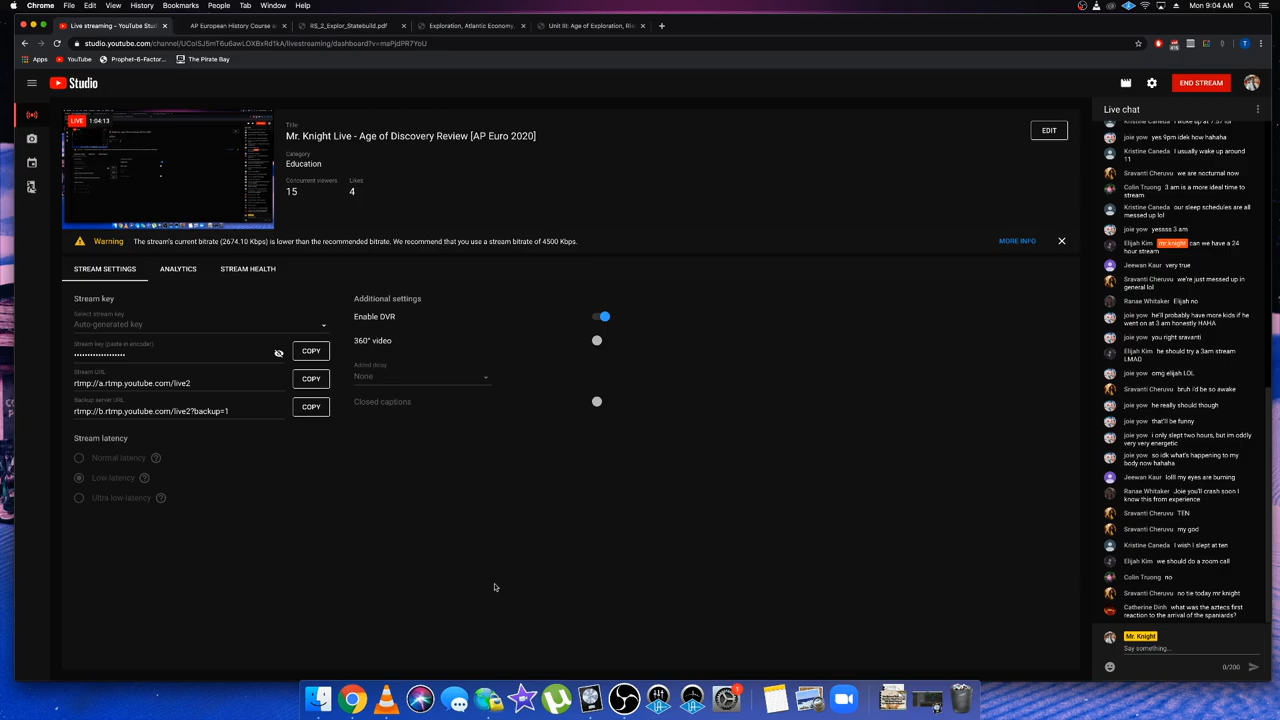 Chrome File Edit View History Bookmarks People Tab Window Help
Mon 9:04 AM
Live streaming - YouTube Stu
AP European History Course a
RS_2_Explor_Statebuild.pdf
Exploration, Atlantic Economy,
Unit III: Age of Exploration, R
studio.youtube.com/channel/
/livestreaming/dashboard?v=maPjdPR7YoU
Apps YouTube Prophet-6-Factor... The Pirate Bay
Studio
END STREAM
LIVE 1:04:13
Title
Mr. Knight Live - Age of Discovery Review [AP Euro 2020]
EDIT
Category
Education
Concurrent viewers Likes
15 4
Warning The stream's current bitrate (2674.10 Kbps) is lower than the recommended bitrate. We recommend that you use a stream bitrate of 4500 Kbps.
MORE INFO
STREAM SETTINGS ANALYTICS STREAM HEALTH
Stream key
Select stream key
Auto-generated key
Stream key (paste in encoder)
COPY
Stream URL
rtmp://a.rtmp.youtube.com/live2
COPY
Backup server URL
rtmp://b.rtmp.youtube.com/live2?backup=1
COPY
Stream latency
Normal latency
Low latency
Ultra low-latency
Additional settings
Enable DVR
360° video
Added delay
None
Closed captions
Live chat
Kristine Caneda I woke up at 7:57 lol
joie yow yes 9pm idek how hahaha
Kristine Caneda I usually wake up around
11
Sravanti Cheruvu we are nocturnal now
Colin Truong 3 am is a more ideal time to
stream
Kristine Caneda our sleep schedules are all
messed up lol
joie yow yessss 3 am
Elijah Kim mr.knight can we have a 24
hour stream
Jeewan Kaur very true
Sravanti Cheruvu we're just messed up in
general lol
Ranae Whitaker Elijah no
joie yow he'll probably have more kids if he
went on at 3 am honestly HAHA
joie yow you right sravanti
Elijah Kim he should try a 3am stream
LMAO
joie yow omg elijah LOL
Sravanti Cheruvu bruh i'd be so awake
joie yow he really should though
joie yow that'll be funny
joie yow i only slept two hours, but im oddly
very very energetic
joie yow so idk what's happening to my
body now hahaha
Jeewan Kaur lolll my eyes are burning
Ranae Whitaker Joie you'll crash soon I
know this from experience
Sravanti Cheruvu TEN
Sravanti Cheruvu my god
Kristine Caneda I wish I slept at ten
Elijah Kim we should do a zoom call
Colin Truong no
Sravanti Cheruvu no tie today mr knight
Catherine Dinh what was the aztecs first
reaction to the arrival of the spaniards?
Mr. Knight
Say something...
0/200